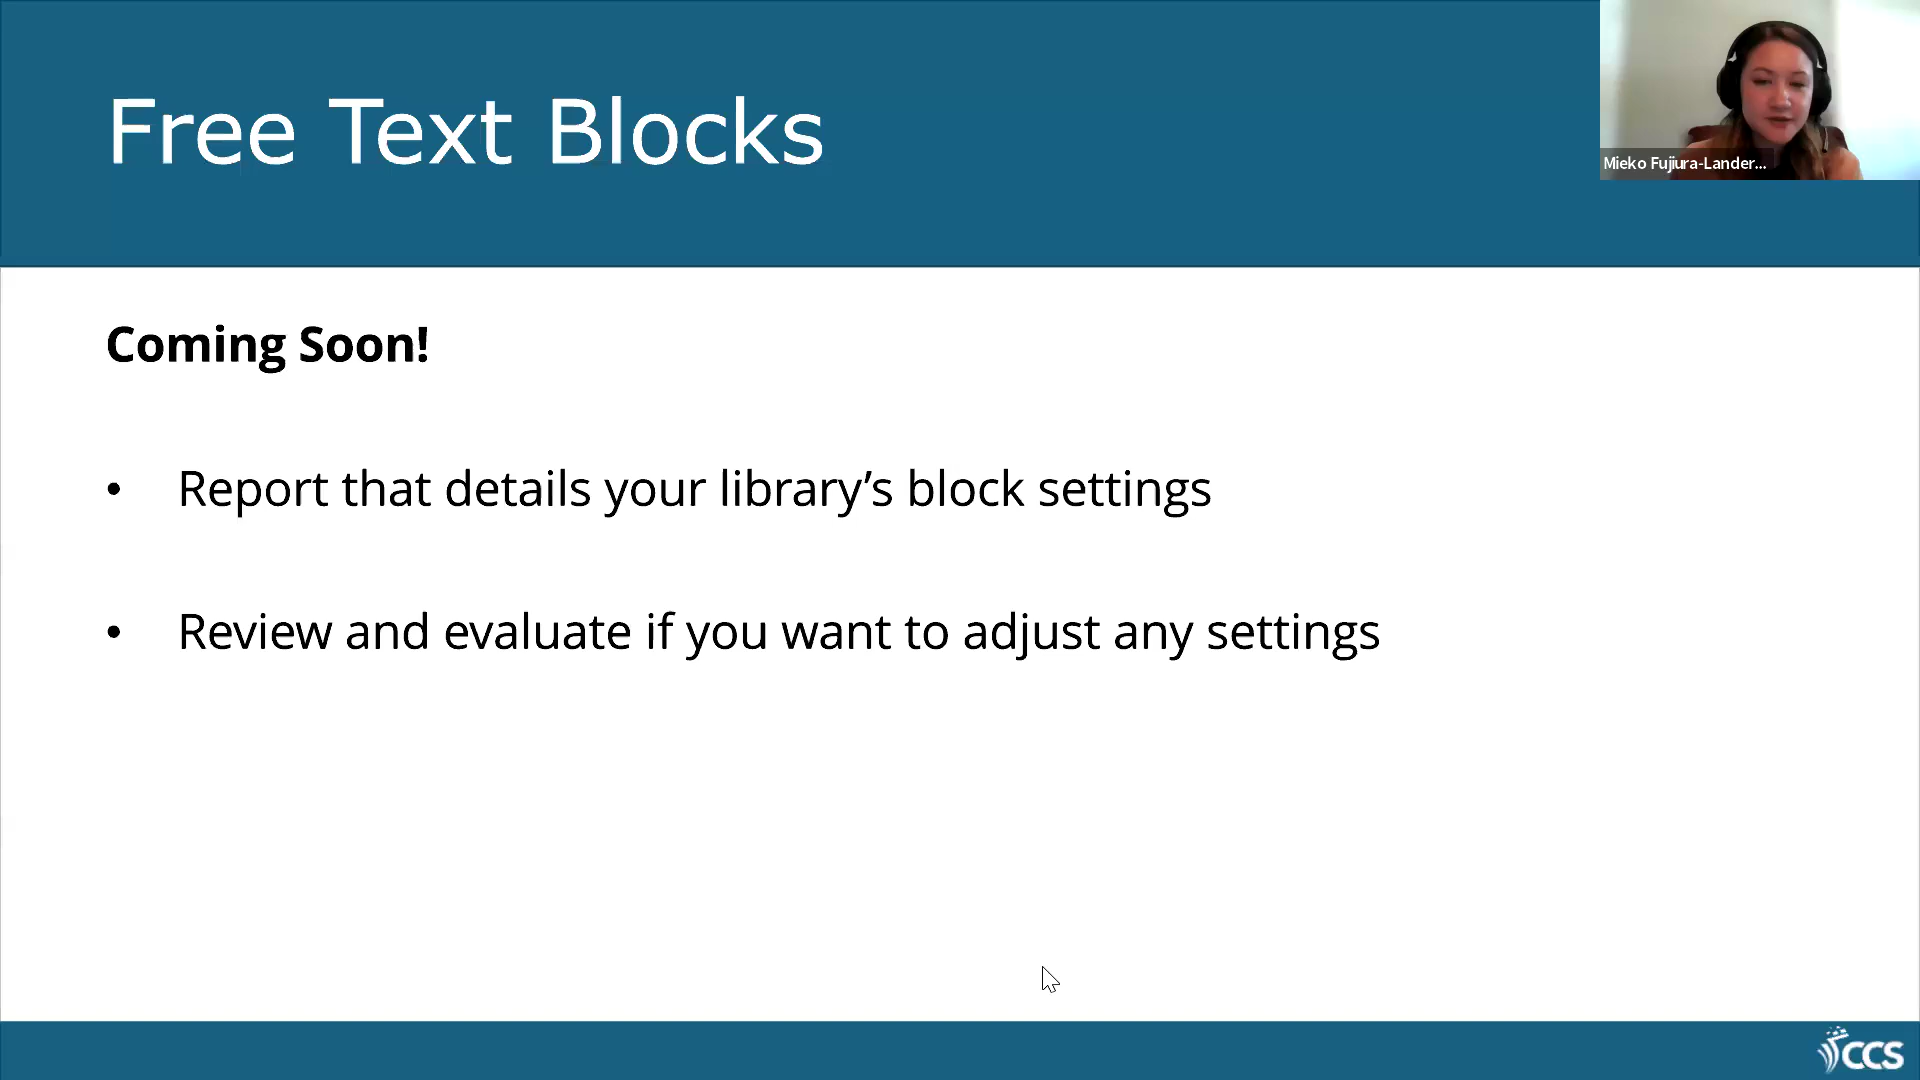 Free Text Blocks
Mieko Fujiura-Lander...
Coming Soon!
• Report that details your library’s block settings
• Review and evaluate if you want to adjust any settings
CCS